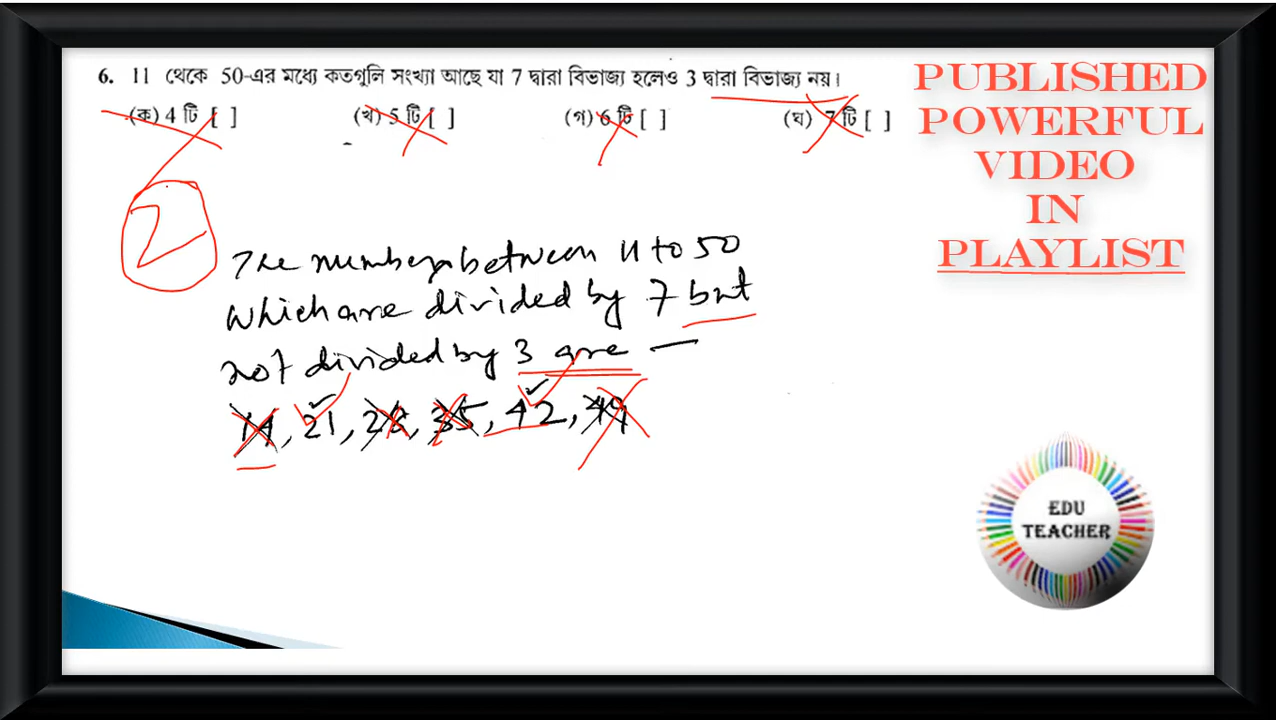 6. 11 থেকে 50-এর মধ্যে কতগুলি সংখ্যা আছে যা 7 দ্বারা বিভাজ্য হলেও 3 দ্বারা বিভাজ্য নয়।
(ক) 4 টি [ ] (খ) 5 টি [ ] (গ) 6 টি [ ] (ঘ) 7 টি [ ]
2
The numbers between 11 to 50
which are divided by 7 but
not divided by 3 are —
14, 21, 28, 35, 42, 49
PUBLISHED
POWERFUL
VIDEO
IN
PLAYLIST
EDU
TEACHER